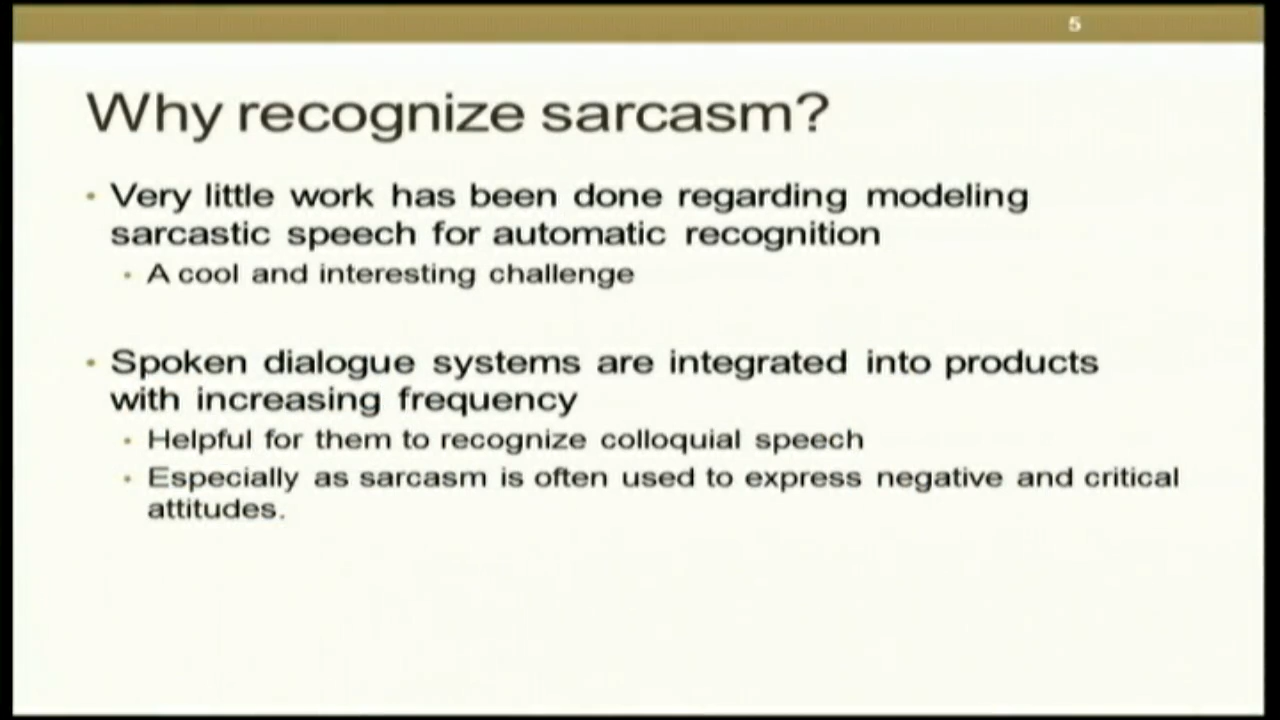 5
Why recognize sarcasm?
• Very little work has been done regarding modeling
sarcastic speech for automatic recognition
• A cool and interesting challenge
• Spoken dialogue systems are integrated into products
with increasing frequency
• Helpful for them to recognize colloquial speech
• Especially as sarcasm is often used to express negative and critical
attitudes.